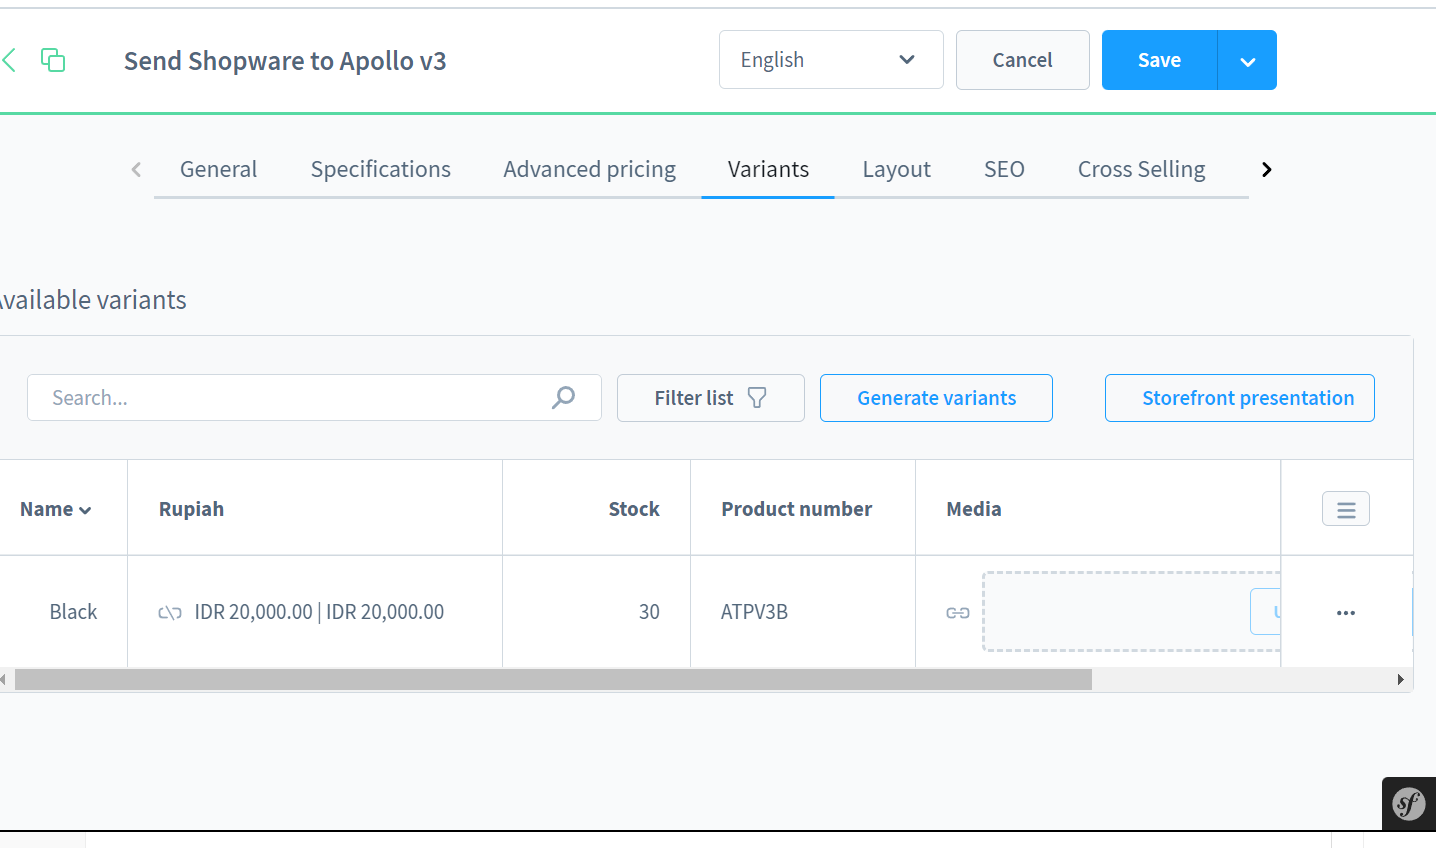 Send Shopware to Apollo v3
English
Cancel
Save
General
Specifications
Advanced pricing
Variants
Layout
SEO
Cross Selling
Available variants
Search...
Filter list
Generate variants
Storefront presentation
Name
Rupiah
Stock
Product number
Media
Black
IDR 20,000.00 | IDR 20,000.00
30
ATPV3B
sf